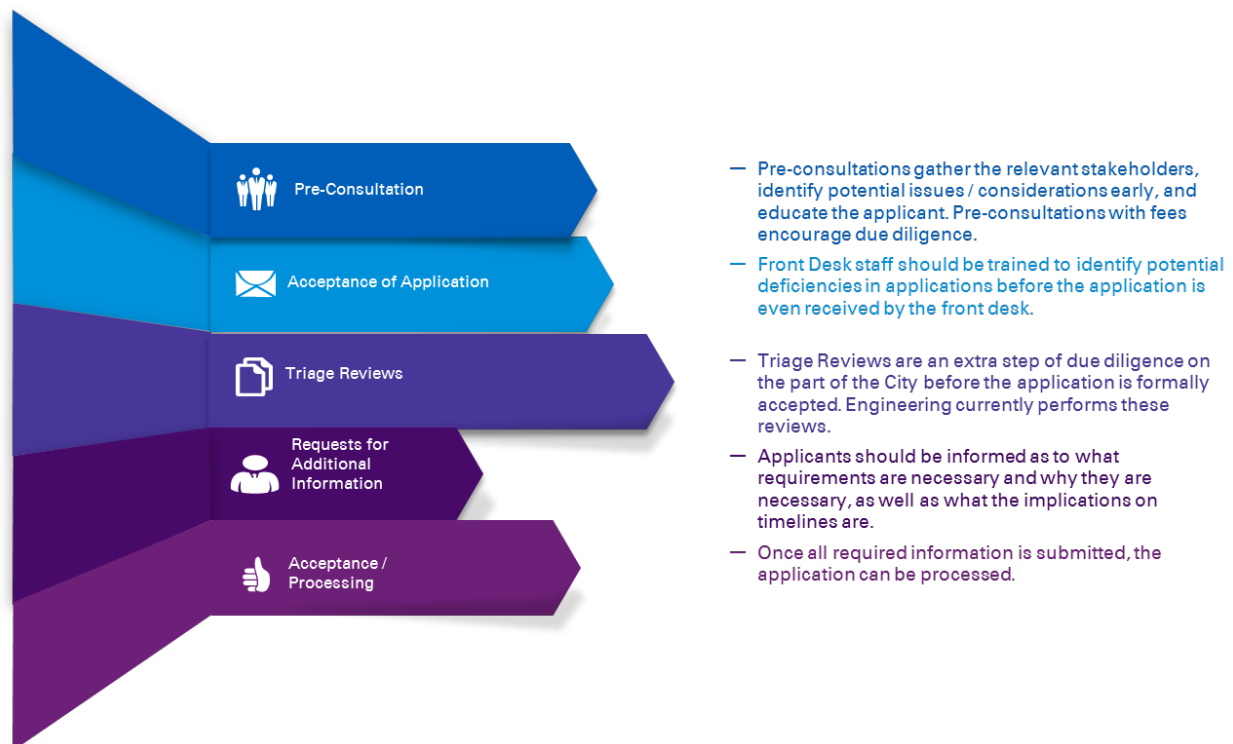 Pre-Consultation
Acceptance of Application
Triage Reviews
Requests for
Additional
Information
Acceptance /
Processing
— Pre-consultations gather the relevant stakeholders,
identify potential issues / considerations early, and
educate the applicant. Pre-consultations with fees
encourage due diligence.
— Front Desk staff should be trained to identify potential
deficiencies in applications before the application is
even received by the front desk.
— Triage Reviews are an extra step of due diligence on
the part of the City before the application is formally
accepted. Engineering currently performs these
reviews.
— Applicants should be informed as to what
requirements are necessary and why they are
necessary, as well as what the implications on
timelines are.
— Once all required information is submitted, the
application can be processed.